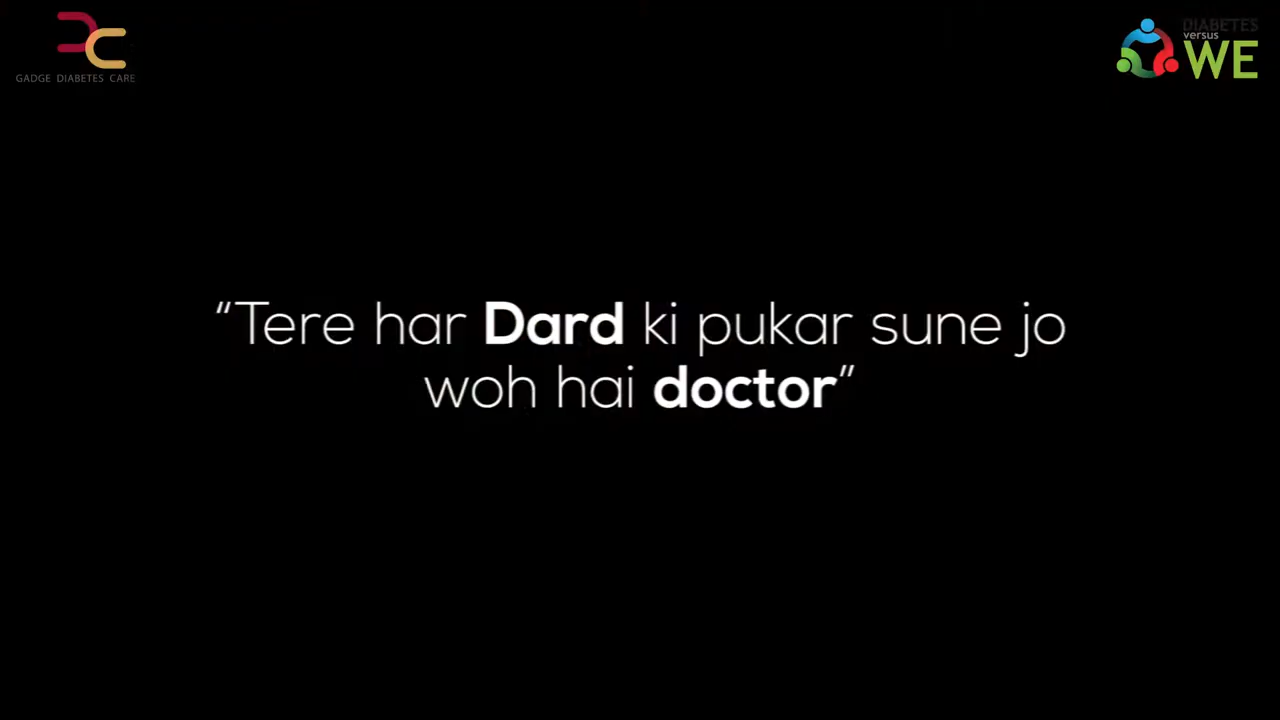 GADGE DIABETES CARE
DIABETES
versus
WE
“Tere har Dard ki pukar sune jo
woh hai doctor”